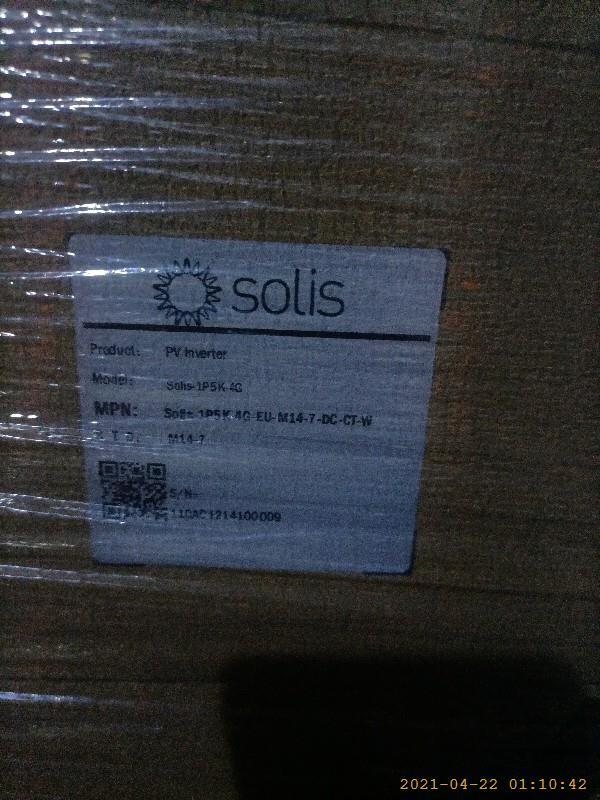 solis
Product: PV Inverter
Model: Solis-1P5K-4G
MPN: Solis-1P5K-4G-EU-M14-7-DC-CT-W
M14-7
S/N:
2021-04-22 01:10:42